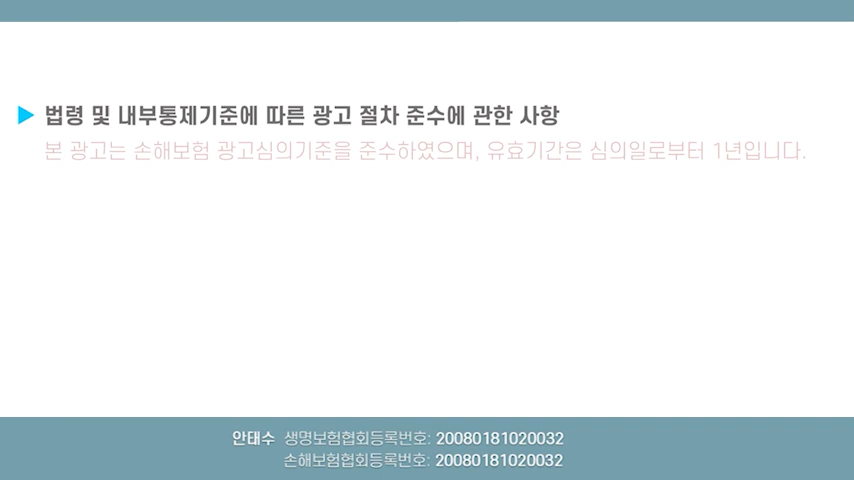 ▶ 법령 및 내부통제기준에 따른 광고 절차 준수에 관한 사항
본 광고는 손해보험 광고심의기준을 준수하였으며, 유효기간은 심의일로부터 1년입니다.
안태수 생명보험협회등록번호: 20080181020032
손해보험협회등록번호: 20080181020032